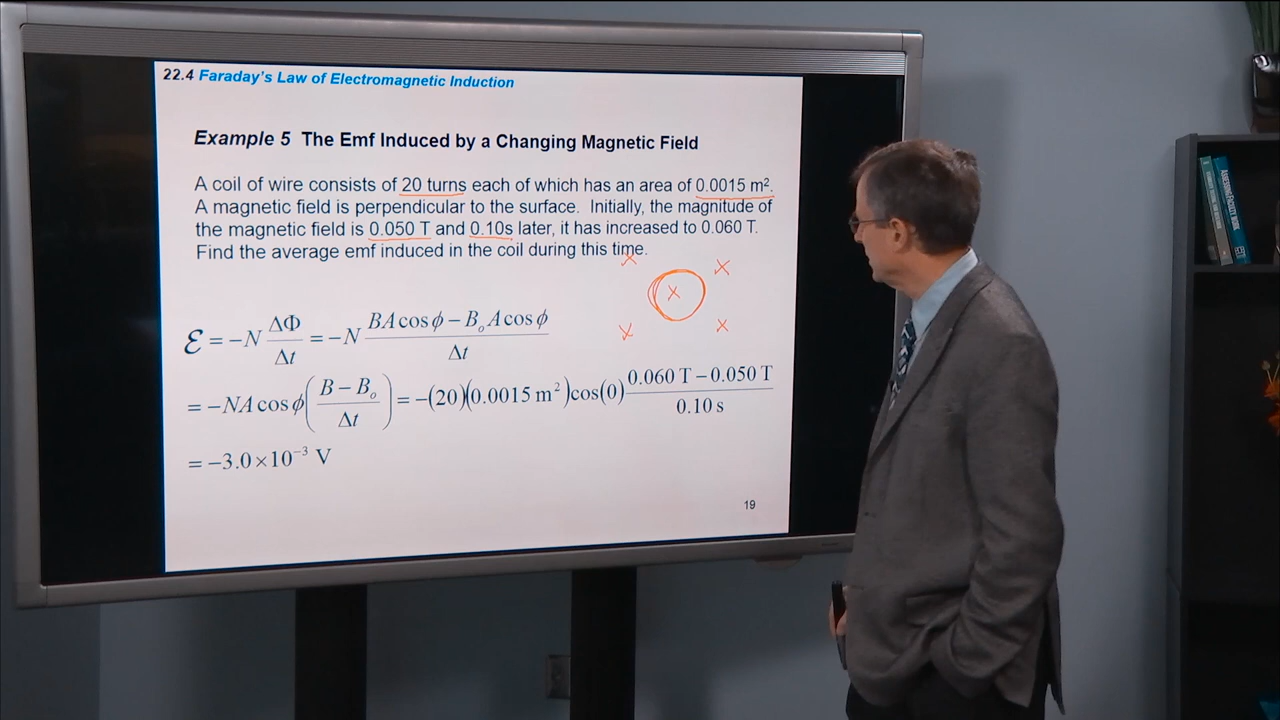 22.4 Faraday's Law of Electromagnetic Induction
Example 5 The Emf Induced by a Changing Magnetic Field
A coil of wire consists of 20 turns each of which has an area of 0.0015 m².
A magnetic field is perpendicular to the surface. Initially, the magnitude of
the magnetic field is 0.050 T and 0.10s later, it has increased to 0.060 T.
Find the average emf induced in the coil during this time.
x x
x
x x
ℰ = −N ΔΦ/Δt = −N (BA cos ϕ − Bₒ A cos ϕ)/Δt
= −NA cos ϕ ((B − Bₒ)/Δt) = −(20)(0.0015 m²)cos(0) (0.060 T − 0.050 T)/(0.10 s)
= −3.0×10⁻³ V
19